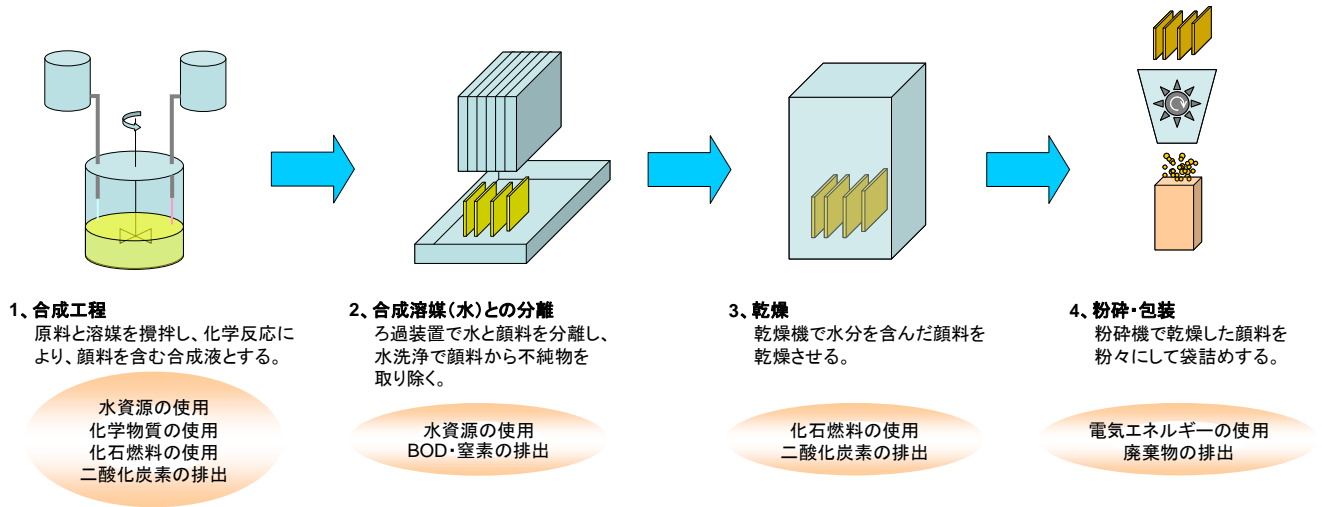 1、合成工程
原料と溶媒を攪拌し、化学反応に
より、顔料を含む合成液とする。
水資源の使用
化学物質の使用
化石燃料の使用
二酸化炭素の排出
2、合成溶媒(水)との分離
ろ過装置で水と顔料を分離し、
水洗浄で顔料から不純物を
取り除く。
水資源の使用
BOD・窒素の排出
3、乾燥
乾燥機で水分を含んだ顔料を
乾燥させる。
化石燃料の使用
二酸化炭素の排出
4、粉砕・包装
粉砕機で乾燥した顔料を
粉々にして袋詰めする。
電気エネルギーの使用
廃棄物の排出